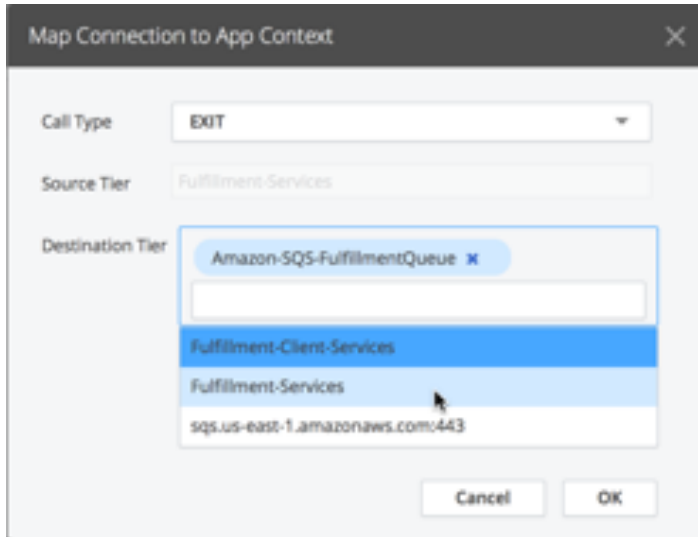 Map Connection to App Context
Call Type
EXIT
Source Tier
Fulfillment-Services
Destination Tier
Amazon-SQS-FulfillmentQueue
Fulfillment-Client-Services
Fulfillment-Services
sqs.us-east-1.amazonaws.com:443
Cancel
OK